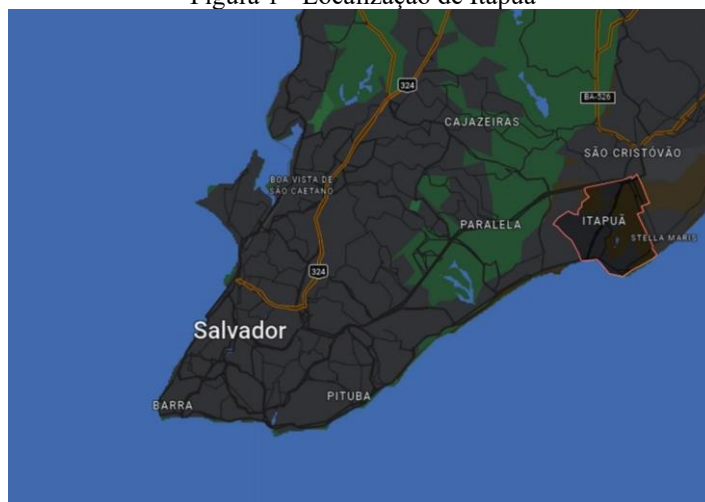 Figura 1 - Localização de Itapuã
324
BA-526
CAJAZEIRAS
SÃO CRISTÓVÃO
BOA VISTA DE
SÃO CAETANO
ITAPUÃ
PARALELA
STELLA MARIS
324
Salvador
PITUBA
BARRA